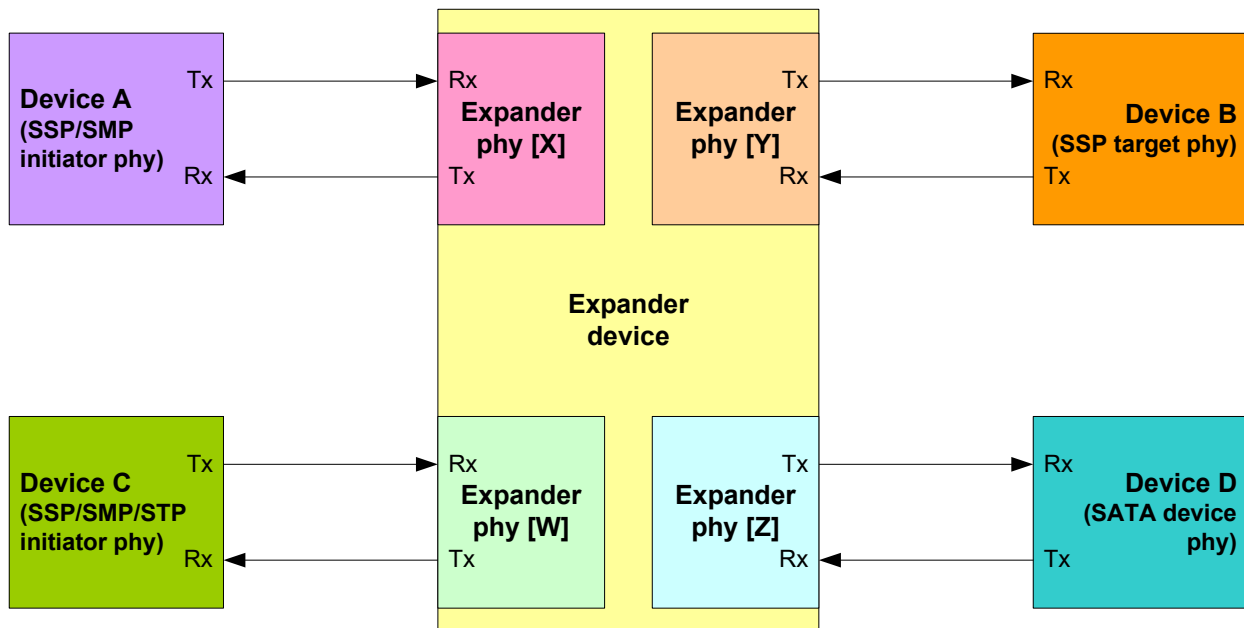 Device A
(SSP/SMP
initiator phy)
Tx
Rx
Rx
Expander
phy [X]
Tx
Expander
phy [Y]
Tx
Rx
Rx
Device B
(SSP target phy)
Tx
Expander
device
Device C
(SSP/SMP/STP
initiator phy)
Tx
Rx
Rx
Expander
phy [W]
Tx
Expander
phy [Z]
Tx
Rx
Rx
Device D
(SATA device
phy)
Tx